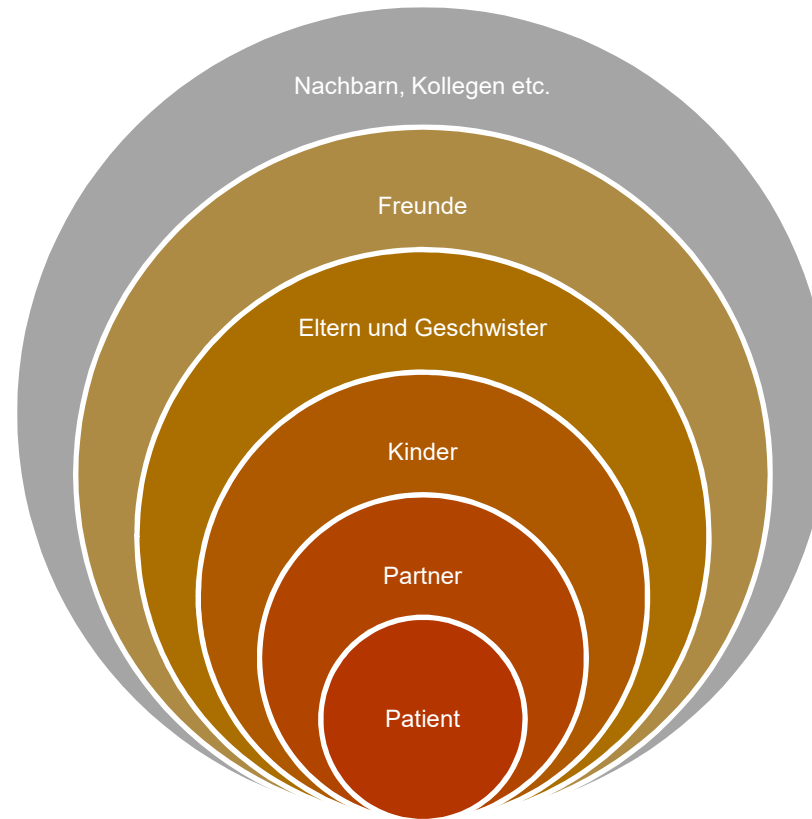 Nachbarn, Kollegen etc.
Freunde
Eltern und Geschwister
Kinder
Partner
Patient